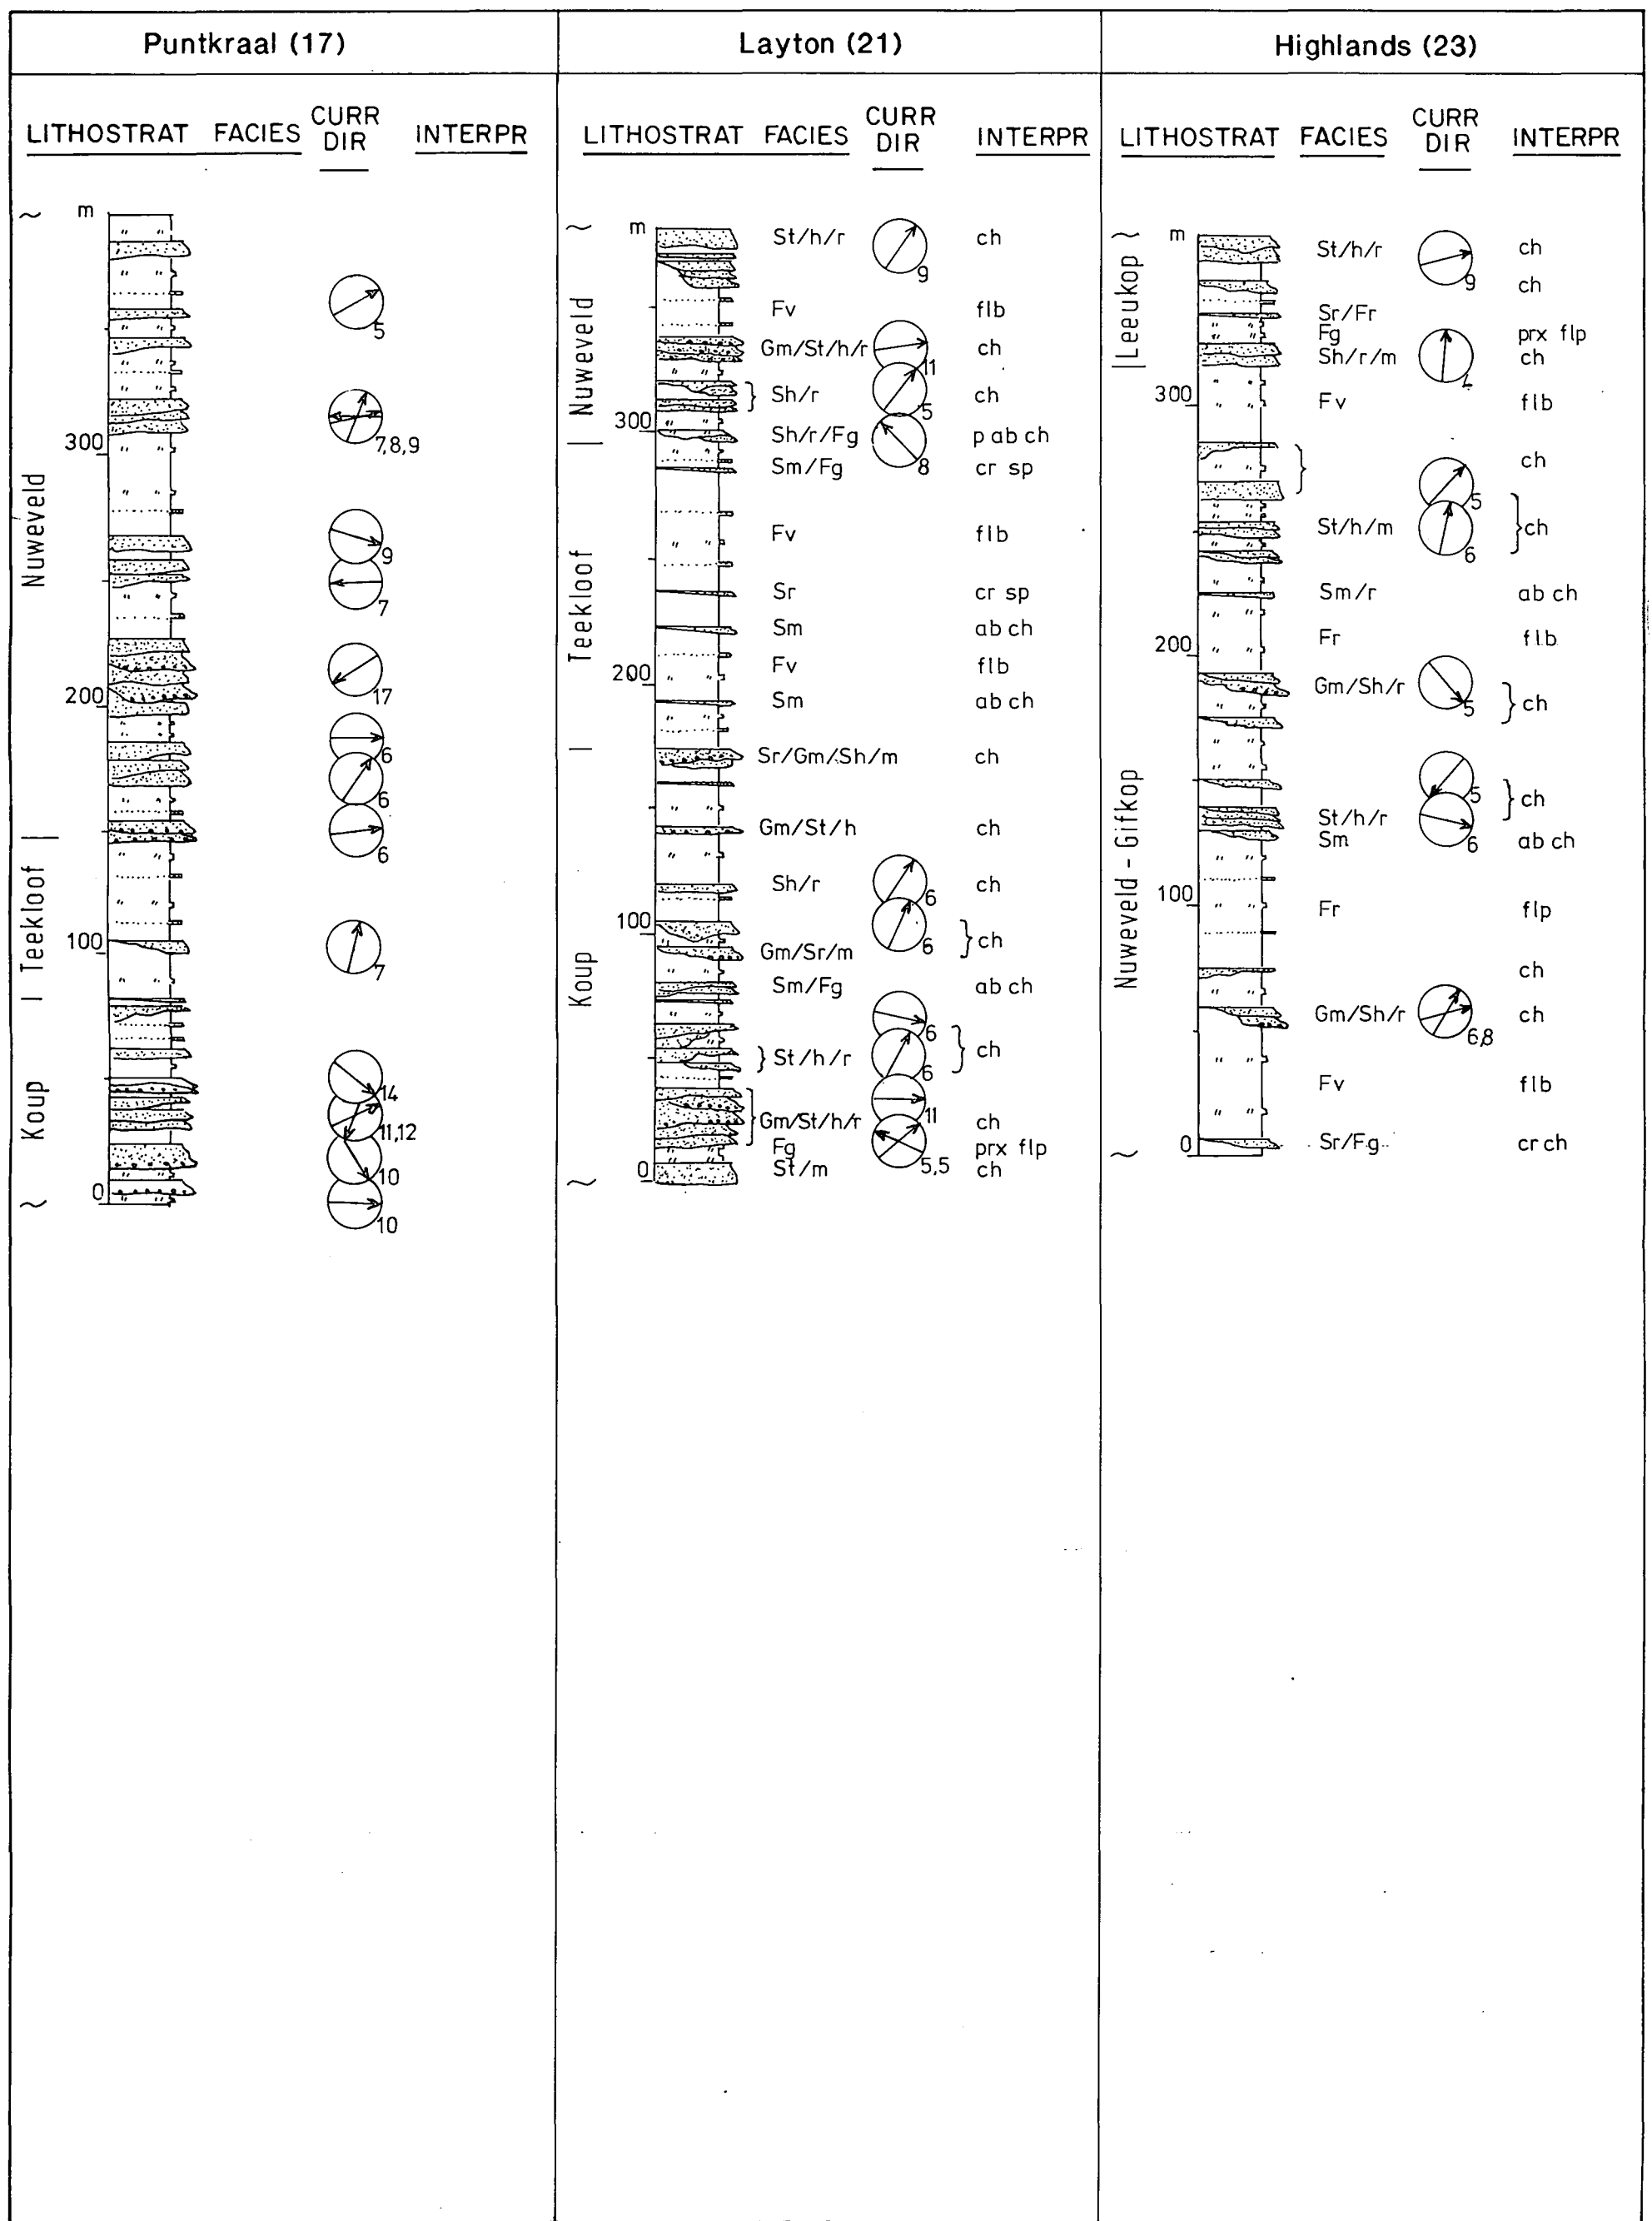 Puntkraal (17)
LITHOSTRAT FACIES CURR DIR INTERPR
~ m
5
7,8,9
300
Nuweveld
9
7
17
200
6
6
6
Teekloof
100
7
Koup
14
11,12
10
0
~
10
Layton (21)
LITHOSTRAT FACIES CURR DIR INTERPR
~ m St/h/r 9 ch
Nuweveld
Fv flb
Gm/St/h/r 11 ch
Sh/r 5 ch
300 Sh/r/Fg 8 p ab ch
Sm/Fg cr sp
Teekloof
Fv flb
Sr cr sp
Sm ab ch
Fv flb
200
Sm ab ch
Sr/Gm/Sh/m ch
Gm/St/h ch
Sh/r 6 ch
100
6 ch
Gm/Sr/m
Koup
Sm/Fg ab ch
6
St/h/r 6 ch
11
Gm/St/h/r ch
Fg 5,5 prx flp
0 St/m ch
~
Highlands (23)
LITHOSTRAT FACIES CURR DIR INTERPR
~ m St/h/r 9 ch
Leeukop
ch
Sr/Fr
Fg prx flp
Sh/r/m ch
300 Fv flb
ch
5
St/h/m 6 ch
Sm/r ab ch
Fr flb
200
Gm/Sh/r 5 ch
Nuweveld - Gifkop
5 ch
St/h/r
Sm 6 ab ch
100 Fr flp
ch
Gm/Sh/r 6,8 ch
Fv flb
0 Sr/Fg cr ch
~